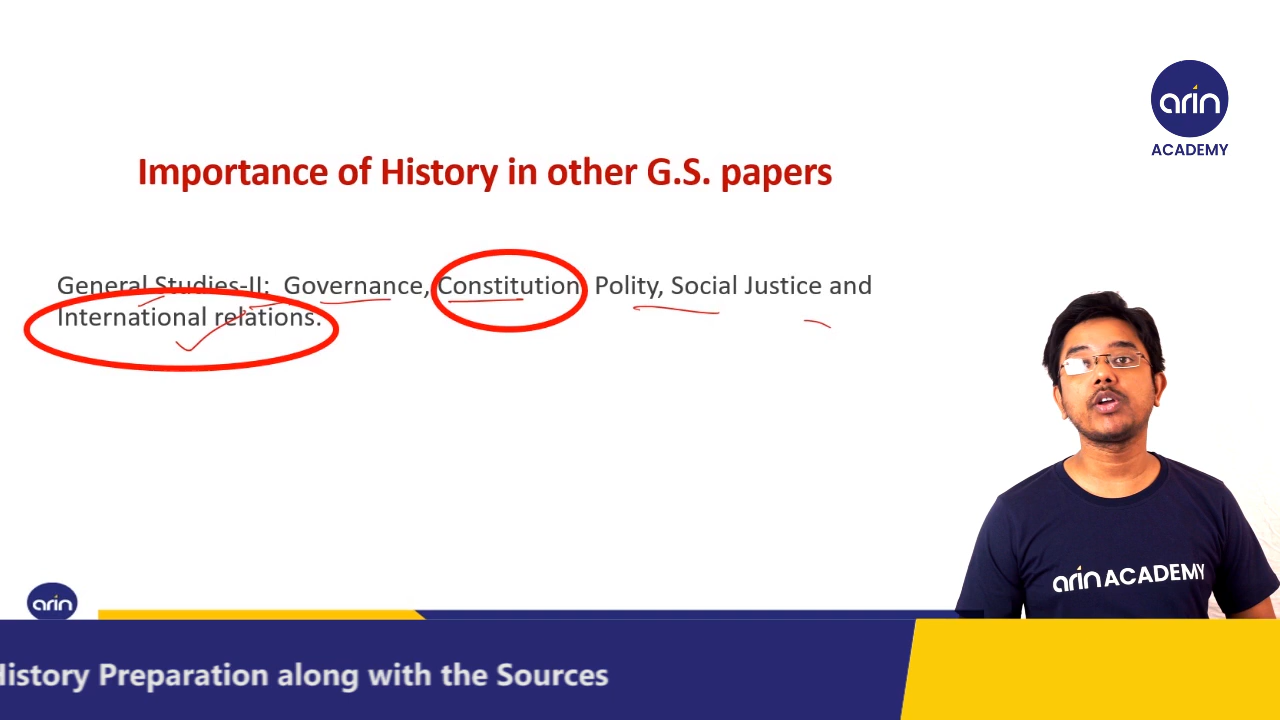 arin
ACADEMY
Importance of History in other G.S. papers
General Studies-II: Governance, Constitution Polity, Social Justice and
International relations.
arin ACADEMY
arin
History Preparation along with the Sources